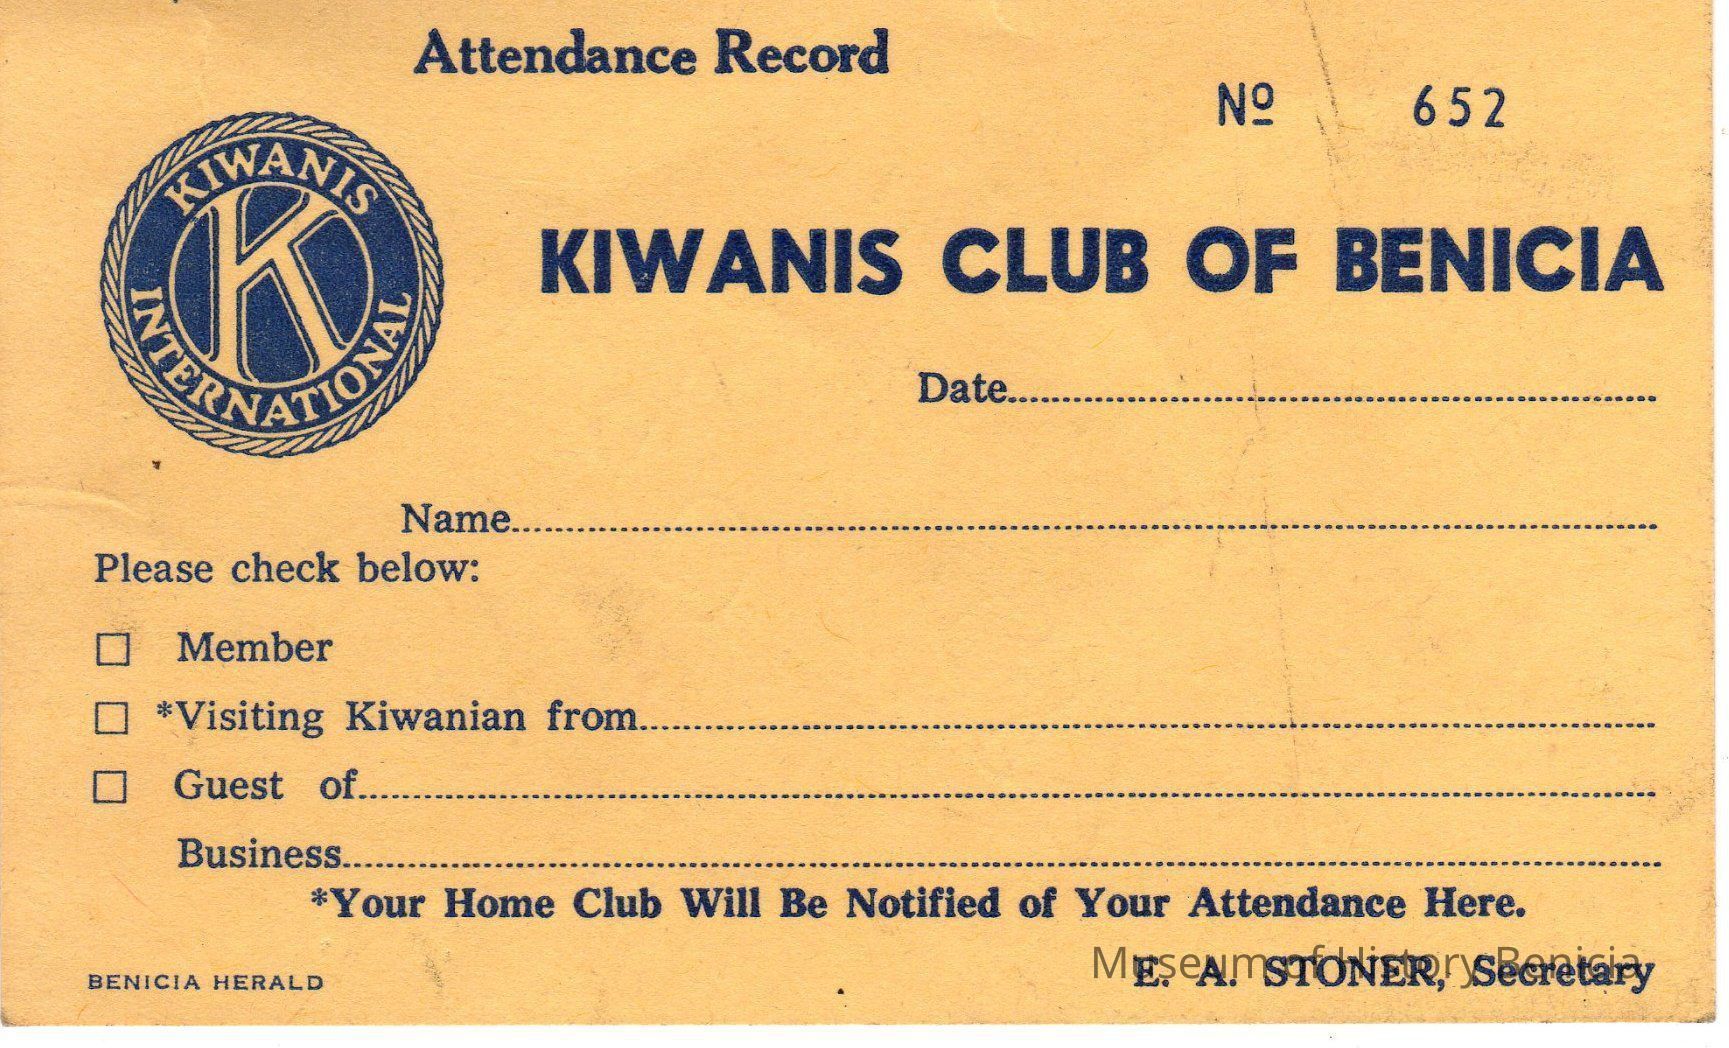 Attendance Record
Nº 652
KIWANIS
INTERNATIONAL
K
KIWANIS CLUB OF BENICIA
Date
Name
Please check below:
Member
*Visiting Kiwanian from
Guest of
Business
*Your Home Club Will Be Notified of Your Attendance Here.
E. A. STONER, Secretary
Museum of History Benicia
BENICIA HERALD